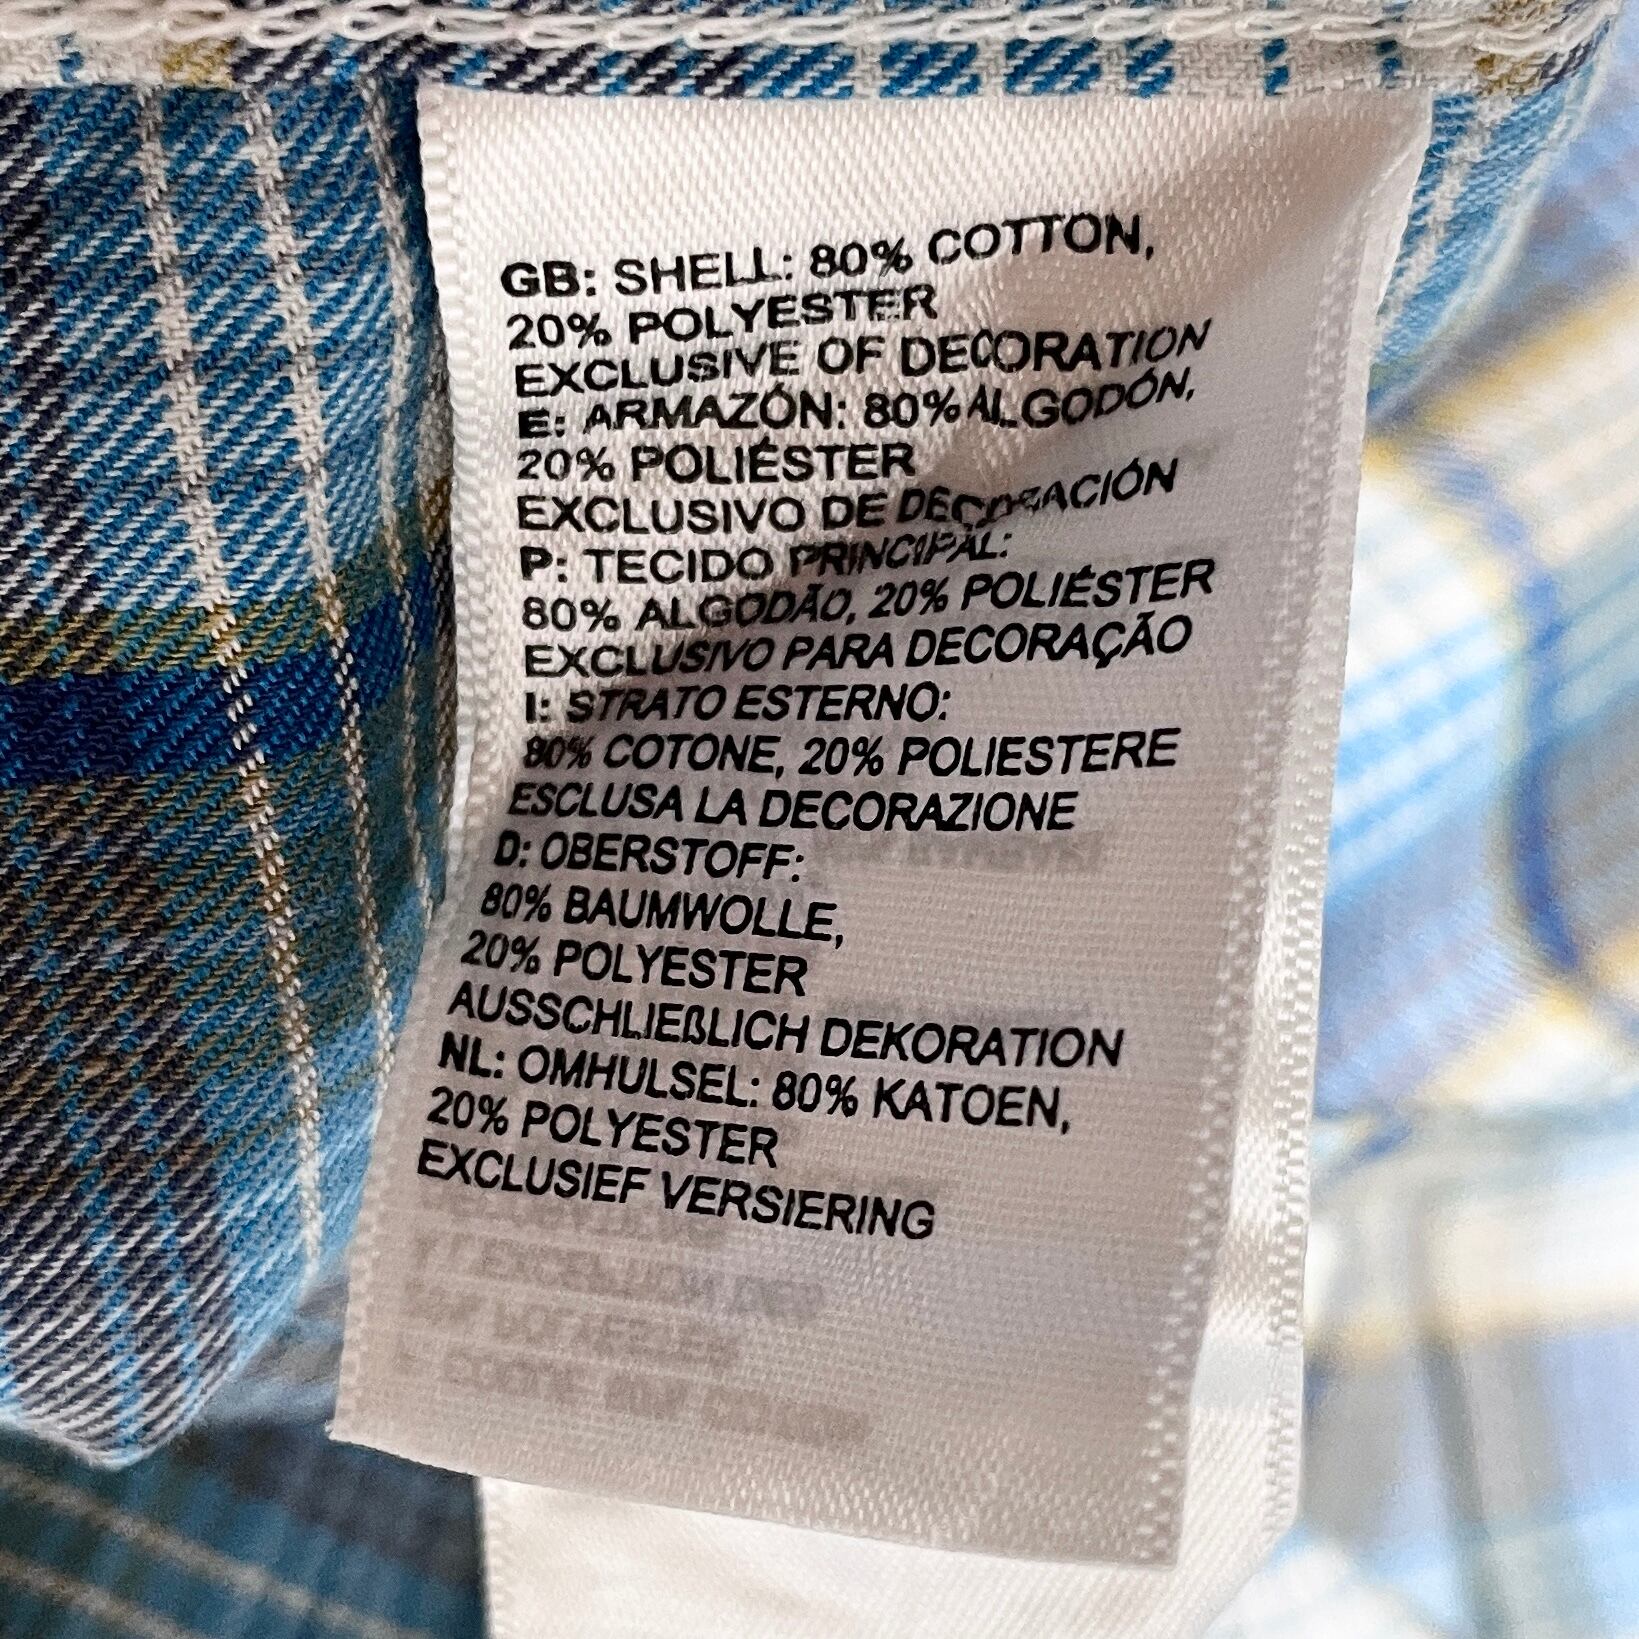 GB: SHELL: 80% COTTON,
20% POLYESTER
EXCLUSIVE OF DECORATION
E: ARMAZÓN: 80% ALGODÓN,
20% POLIÉSTER
EXCLUSIVO DE DECORACIÓN
P: TECIDO PRINCIPAL:
80% ALGODÃO, 20% POLIÉSTER
EXCLUSIVO PARA DECORAÇÃO
I: STRATO ESTERNO:
80% COTONE, 20% POLIESTERE
ESCLUSA LA DECORAZIONE
D: OBERSTOFF:
80% BAUMWOLLE,
20% POLYESTER
AUSSCHLIEßLICH DEKORATION
NL: OMHULSEL: 80% KATOEN,
20% POLYESTER
EXCLUSIEF VERSIERING